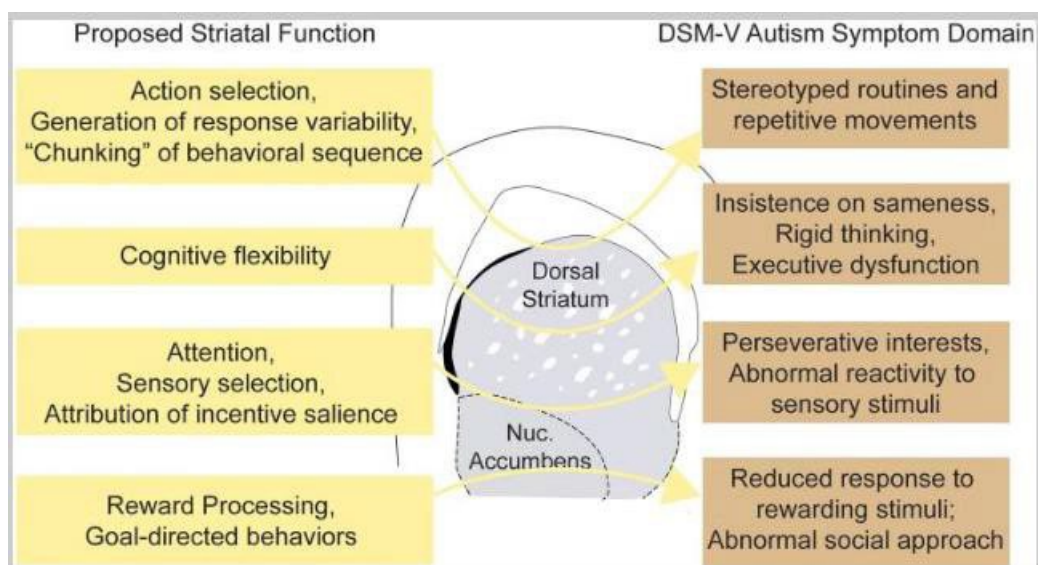 Proposed Striatal Function
DSM-V Autism Symptom Domain
Action selection,
Generation of response variability,
“Chunking” of behavioral sequence
Stereotyped routines and
repetitive movements
Cognitive flexibility
Insistence on sameness,
Rigid thinking,
Executive dysfunction
Dorsal
Striatum
Attention,
Sensory selection,
Attribution of incentive salience
Perseverative interests,
Abnormal reactivity to
sensory stimuli
Nuc.
Accumbens
Reward Processing,
Goal-directed behaviors
Reduced response to
rewarding stimuli;
Abnormal social approach